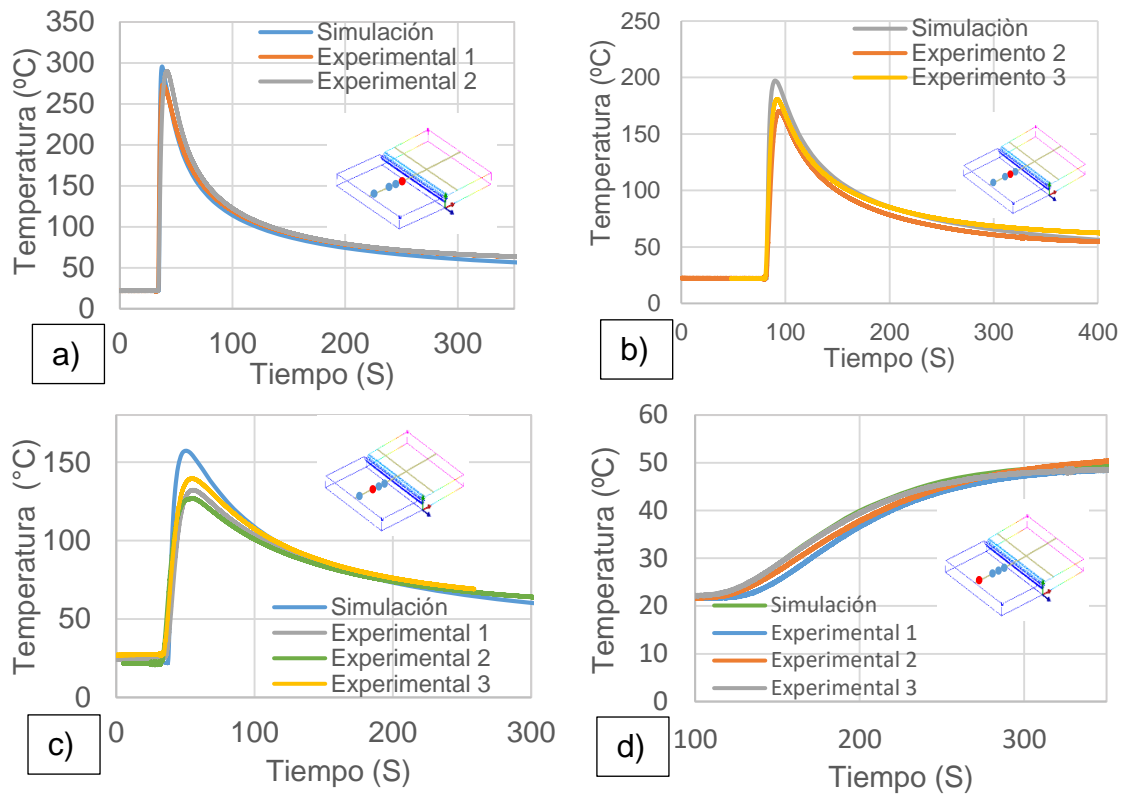 350
300
250
200
150
100
50
0
0 100 200 300
Temperatura (ºC)
Tiempo (S)
Simulación
Experimental 1
Experimental 2
a)
250
200
150
100
50
0
0 100 200 300 400
Temperatura (ºC)
Tiempo (S)
Simulaciòn
Experimento 2
Experimento 3
b)
150
100
50
0
0 100 200 300
Temperatura (°C)
Tiempo (S)
Simulación
Experimental 1
Experimental 2
Experimental 3
c)
60
50
40
30
20
10
0
100 200 300
Temperatura (ºC)
Tiempo (S)
Simulación
Experimental 1
Experimental 2
Experimental 3
d)